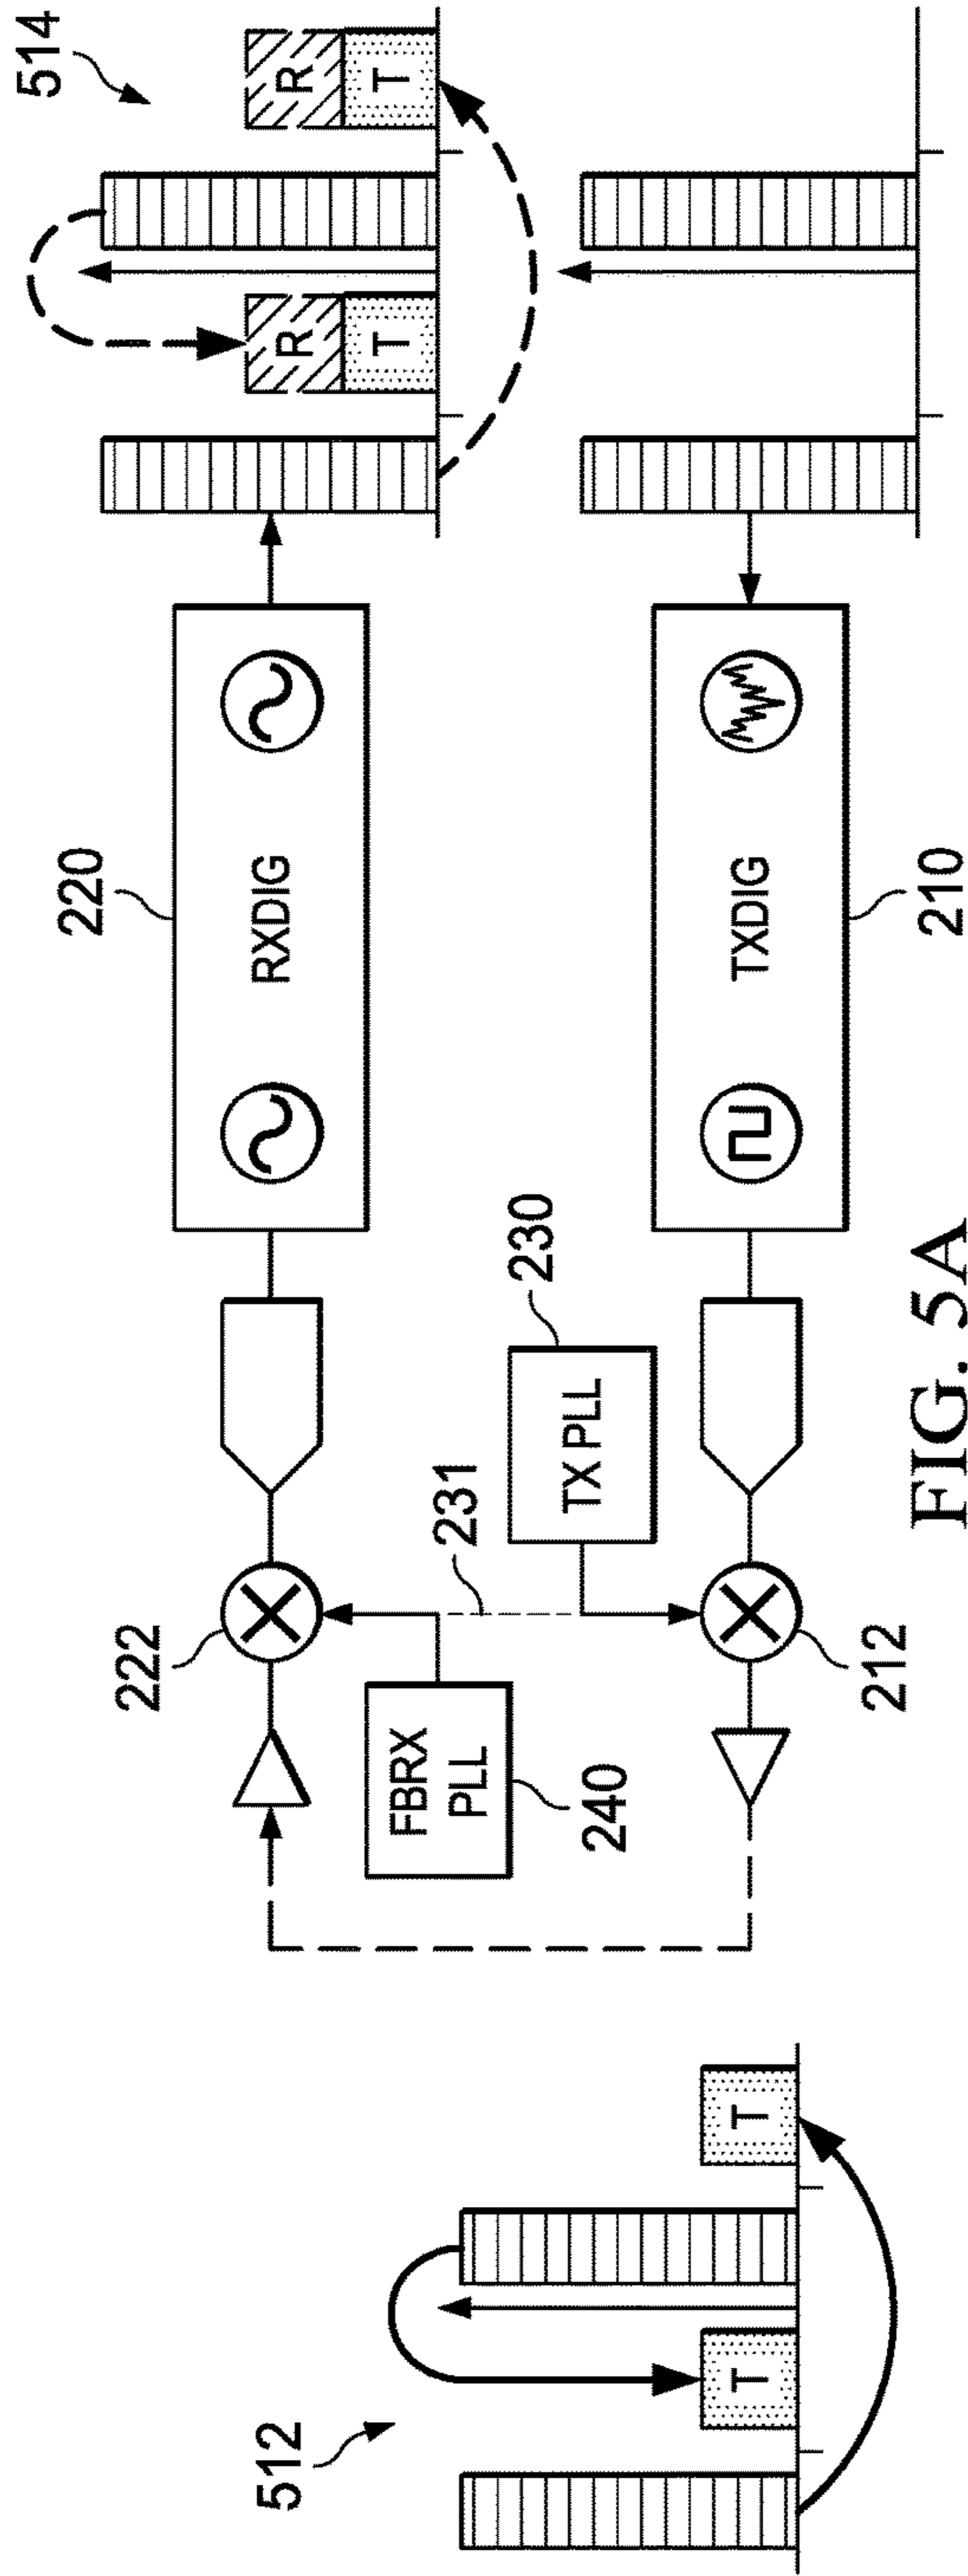 514
R
T
R
T
220
RXDIG
222
231
230
TX PLL
FBRX
PLL
240
TXDIG
210
212
512
T
T
FIG. 5A